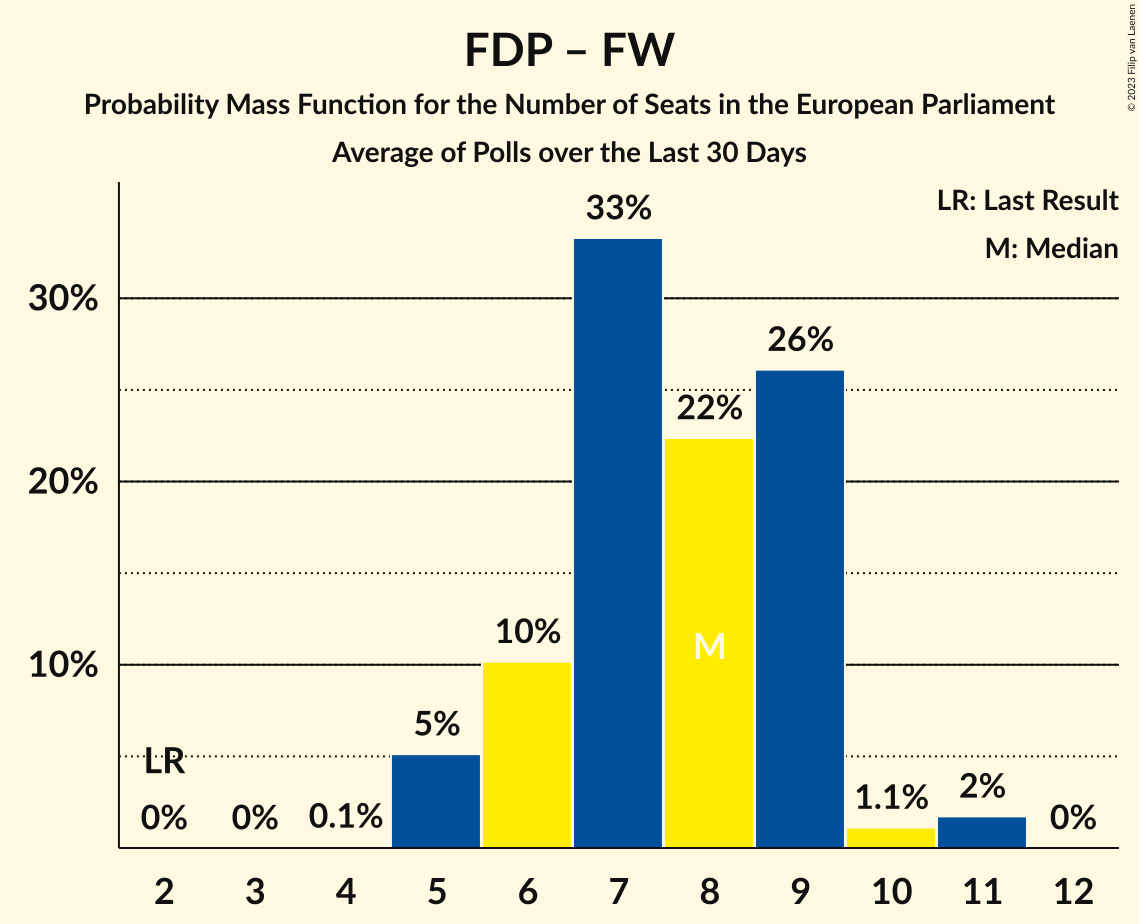 FDP – FW
Probability Mass Function for the Number of Seats in the European Parliament
Average of Polls over the Last 30 Days
© 2023 Filip van Laenen
LR: Last Result
M: Median
33%
30%
26%
22%
20%
10%
M
10%
5%
LR
0%
0%
0.1%
1.1%
2%
0%
2 3 4 5 6 7 8 9 10 11 12